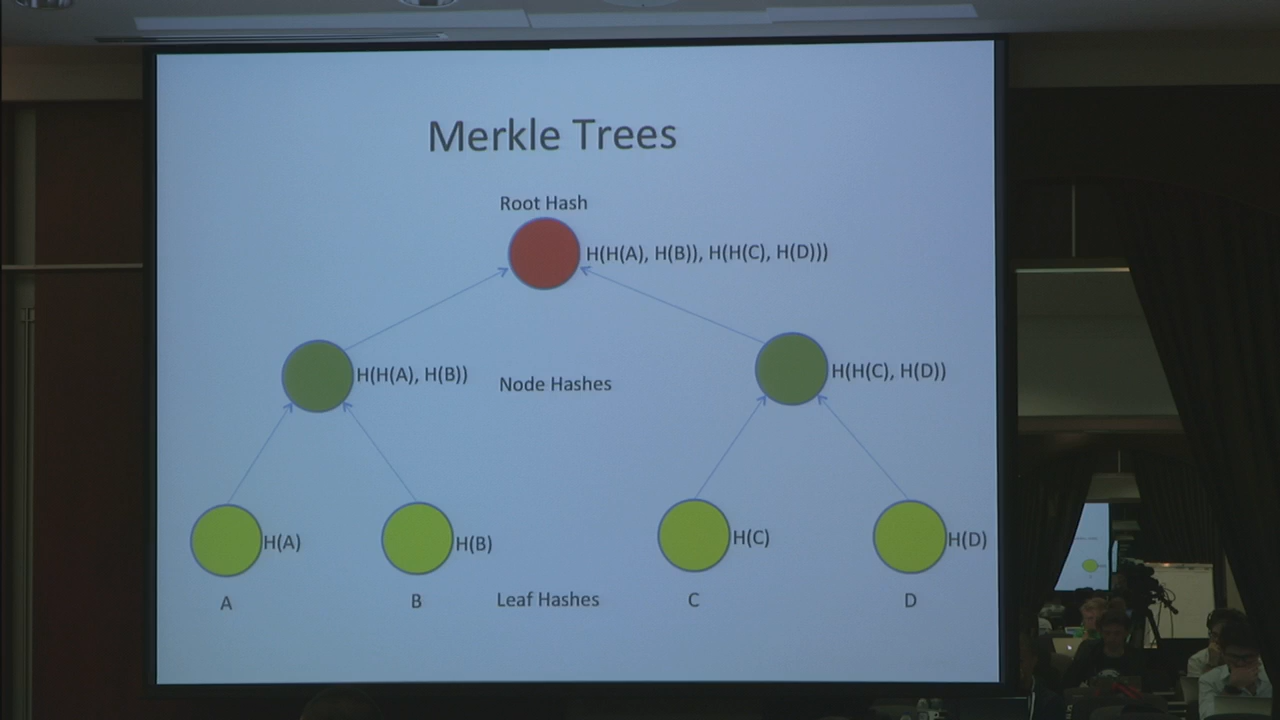 Merkle Trees
Root Hash
H(H(A), H(B)), H(H(C), H(D)))
H(H(A), H(B))
Node Hashes
H(H(C), H(D))
H(A)
H(B)
H(C)
H(D)
A
B
Leaf Hashes
C
D